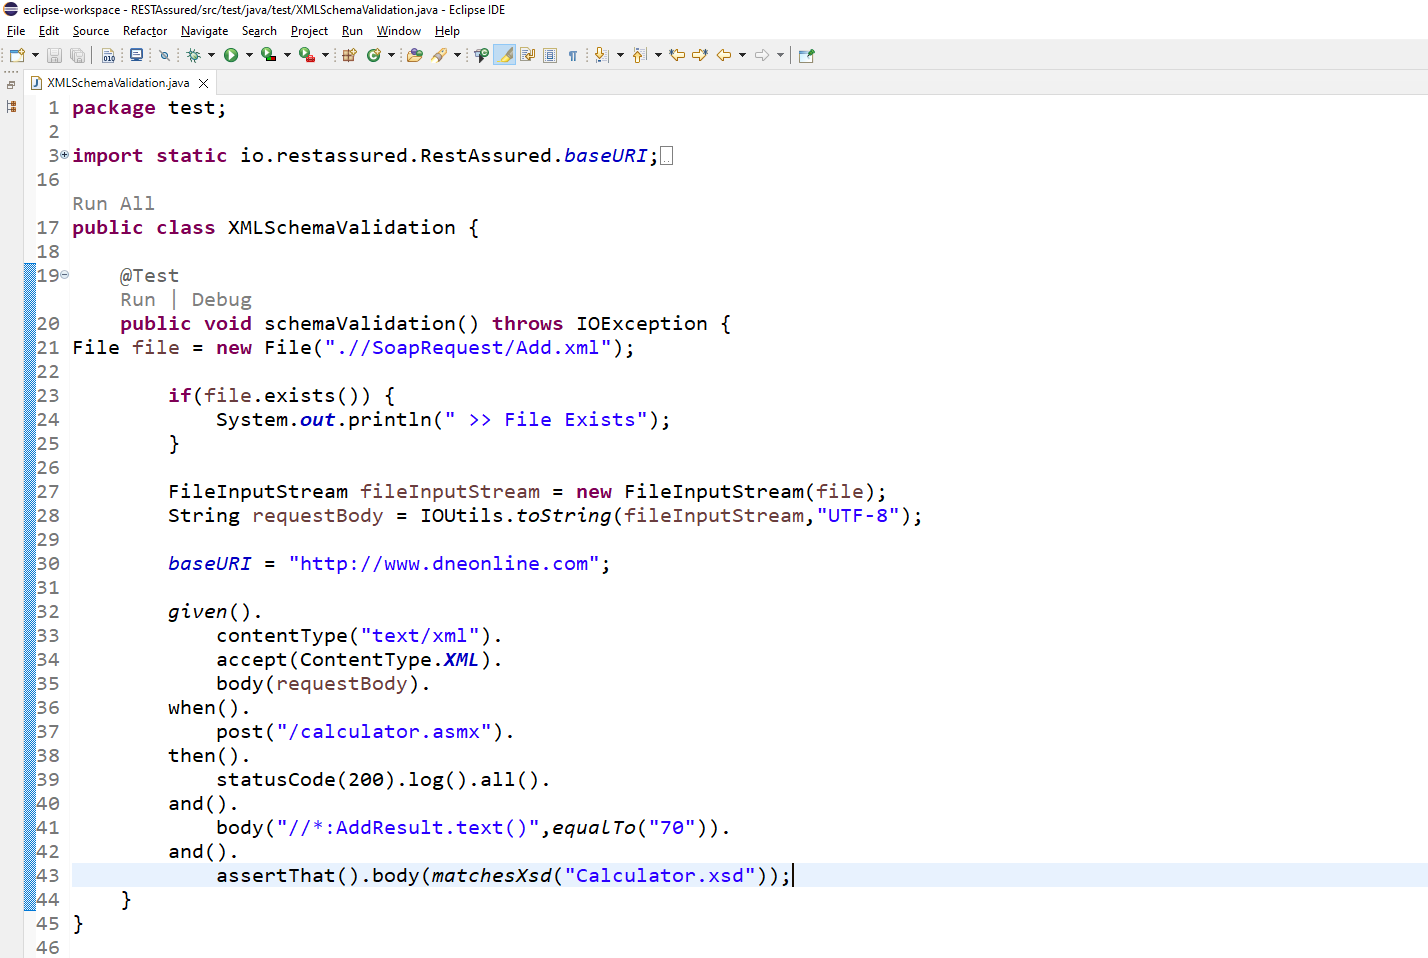 eclipse-workspace - RESTAssured/src/test/java/test/XMLSchemaValidation.java - Eclipse IDE
File Edit Source Refactor Navigate Search Project Run Window Help
XMLSchemaValidation.java
1 package test;
2
3 import static io.restassured.RestAssured.baseURI;
16
Run All
17 public class XMLSchemaValidation {
18
19 @Test
Run | Debug
20 public void schemaValidation() throws IOException {
21 File file = new File(".//SoapRequest/Add.xml");
22
23 if(file.exists()) {
24 System.out.println(" >> File Exists");
25 }
26
27 FileInputStream fileInputStream = new FileInputStream(file);
28 String requestBody = IOUtils.toString(fileInputStream,"UTF-8");
29
30 baseURI = "http://www.dneonline.com";
31
32 given().
33 contentType("text/xml").
34 accept(ContentType.XML).
35 body(requestBody).
36 when().
37 post("/calculator.asmx").
38 then().
39 statusCode(200).log().all().
40 and().
41 body("//*:AddResult.text()",equalTo("70")).
42 and().
43 assertThat().body(matchesXsd("Calculator.xsd"));
44 }
45 }
46